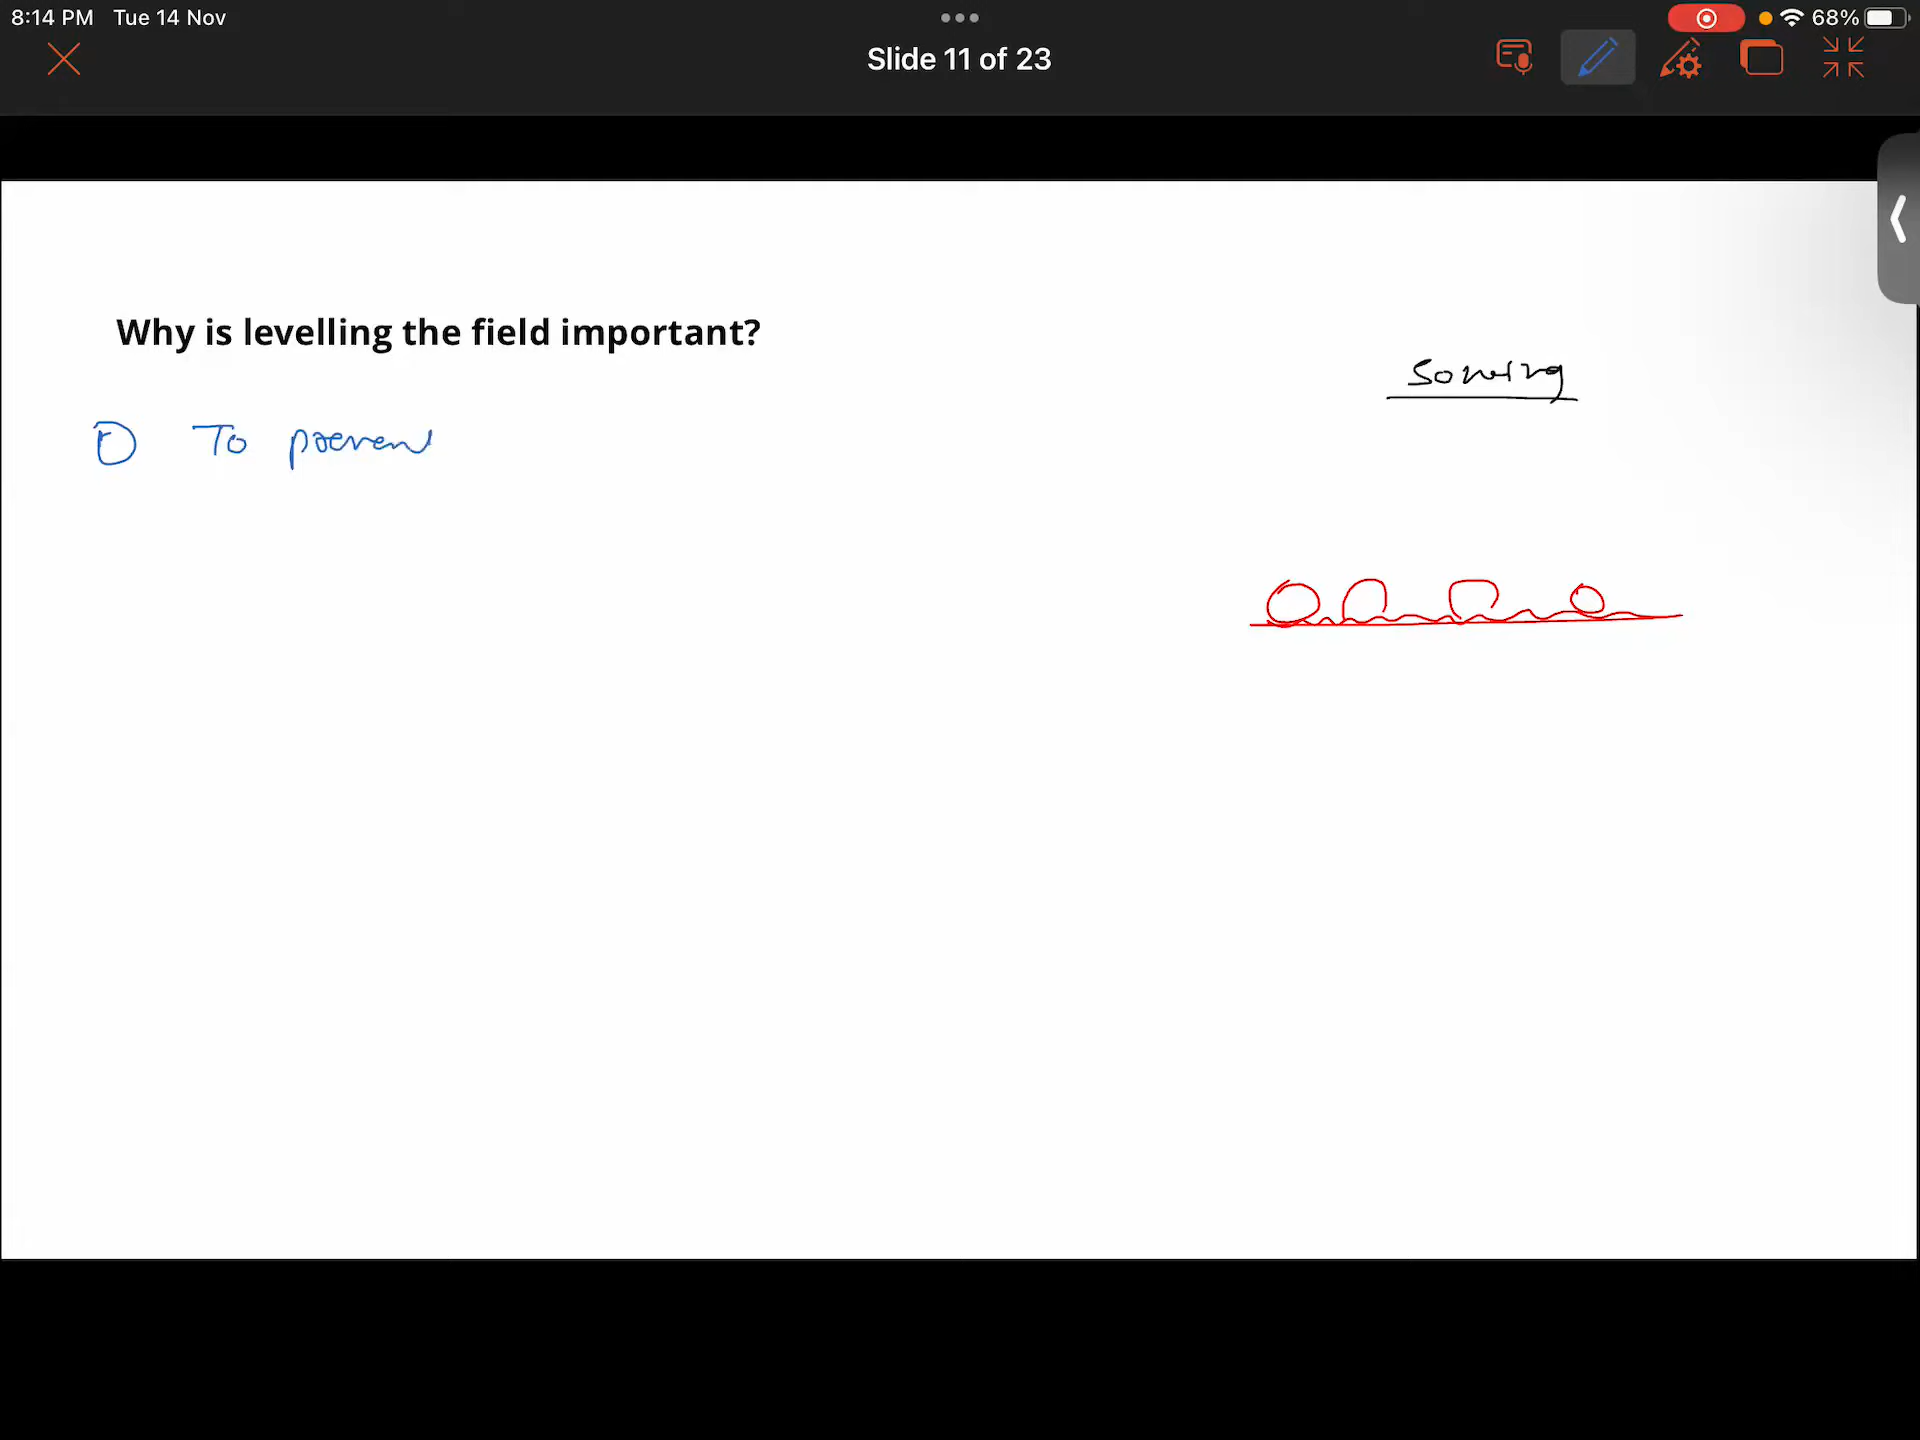 8:14 PM Tue 14 Nov
68%
Slide 11 of 23
Why is levelling the field important?
Sowing
① To preven